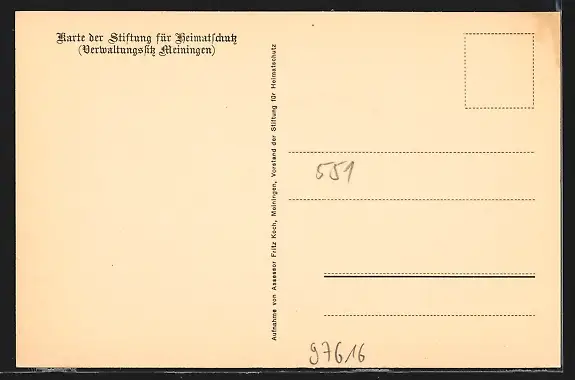 Karte der Stiftung für Heimatſchutz
(Verwaltungsſitz Meiningen)
Aufnahme von Assessor Fritz Koch, Meiningen, Vorstand der Stiftung für Heimatschutz
551
97616